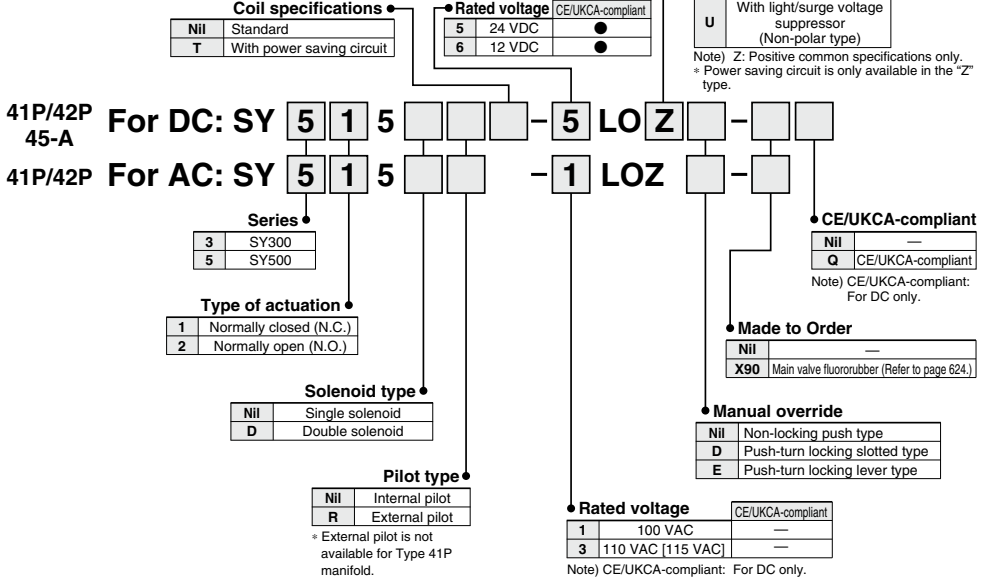 Coil specifications
Nil Standard
T With power saving circuit
Rated voltage CE/UKCA-compliant
5 24 VDC ●
6 12 VDC ●
U With light/surge voltage suppressor (Non-polar type)
Note) Z: Positive common specifications only.
* Power saving circuit is only available in the “Z” type.
41P/42P
45-A
For DC: SY 5 1 5 – 5 LO Z –
41P/42P For AC: SY 5 1 5 – 1 LOZ –
Series
3 SY300
5 SY500
Type of actuation
1 Normally closed (N.C.)
2 Normally open (N.O.)
Solenoid type
Nil Single solenoid
D Double solenoid
Pilot type
Nil Internal pilot
R External pilot
* External pilot is not
available for Type 41P
manifold.
CE/UKCA-compliant
Nil —
Q CE/UKCA-compliant
Note) CE/UKCA-compliant:
For DC only.
Made to Order
Nil —
X90 Main valve fluororubber (Refer to page 624.)
Manual override
Nil Non-locking push type
D Push-turn locking slotted type
E Push-turn locking lever type
Rated voltage CE/UKCA-compliant
1 100 VAC —
3 110 VAC [115 VAC] —
Note) CE/UKCA-compliant: For DC only.